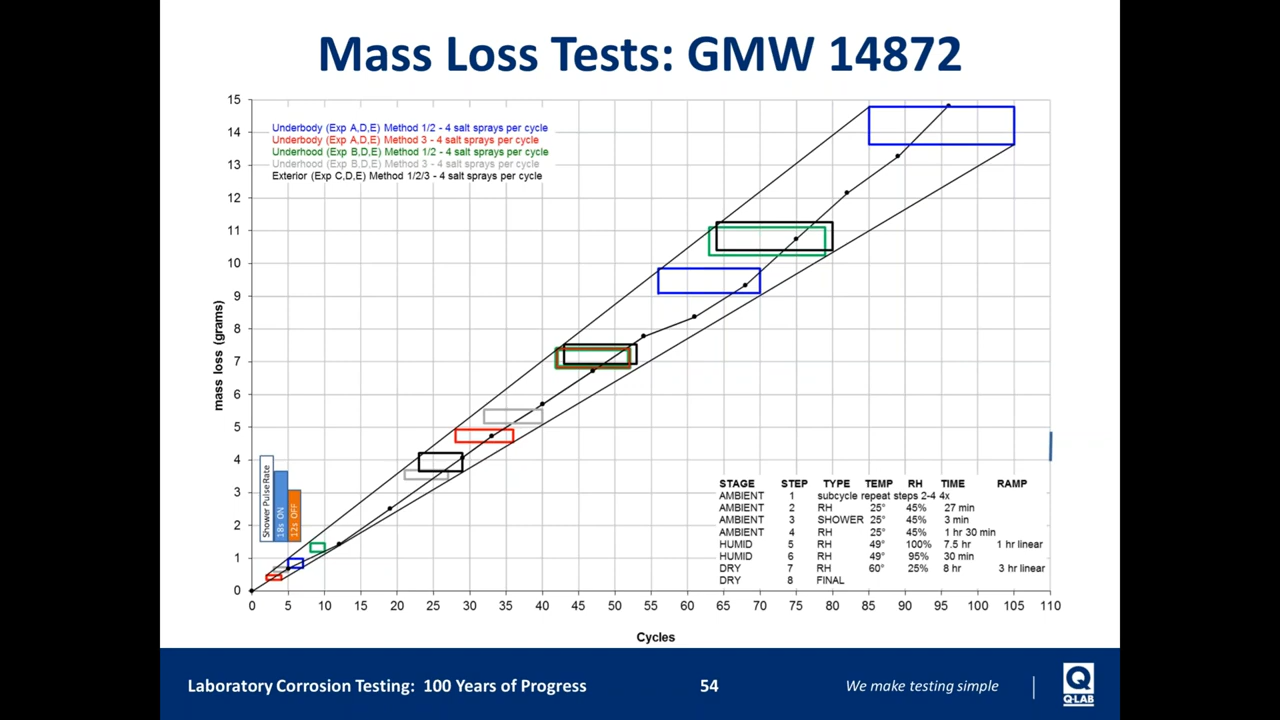 Mass Loss Tests: GMW 14872
15
14
13
12
11
10
9
8
7
6
5
4
3
2
1
0
mass loss (grams)
Underbody (Exp A,D,E) Method 1/2 - 4 salt sprays per cycle
Underbody (Exp A,D,E) Method 3 - 4 salt sprays per cycle
Underhood (Exp B,D,E) Method 1/2 - 4 salt sprays per cycle
Underhood (Exp B,D,E) Method 3 - 4 salt sprays per cycle
Exterior (Exp C,D,E) Method 1/2/3 - 4 salt sprays per cycle
Shower Pulse Rate
18s ON
12s OFF
STAGE STEP TYPE TEMP RH TIME RAMP
AMBIENT 1 subcycle repeat steps 2-4 4x
AMBIENT 2 RH 25° 45% 27 min
AMBIENT 3 SHOWER 25° 45% 3 min
AMBIENT 4 RH 25° 45% 1 hr 30 min
HUMID 5 RH 49° 100% 7.5 hr 1 hr linear
HUMID 6 RH 49° 95% 30 min
DRY 7 RH 60° 25% 8 hr 3 hr linear
DRY 8 FINAL
0 5 10 15 20 25 30 35 40 45 50 55 60 65 70 75 80 85 90 95 100 105 110
Cycles
Laboratory Corrosion Testing: 100 Years of Progress 54 We make testing simple
Q-LAB